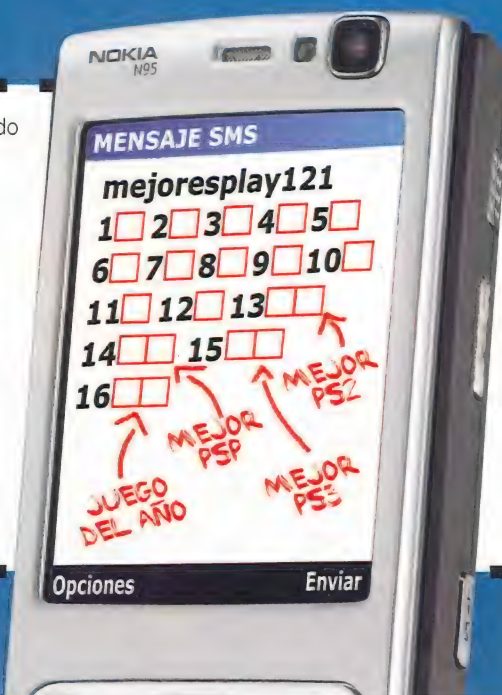 do
NOKIA
N95
MENSAJE SMS
mejoresplay121
1 2 3 4 5
6 7 8 9 10
11 12 13
14 15
16
MEJOR
PS2
MEJOR
PSP
MEJOR
PS3
JUEGO
DEL AÑO
Opciones Enviar